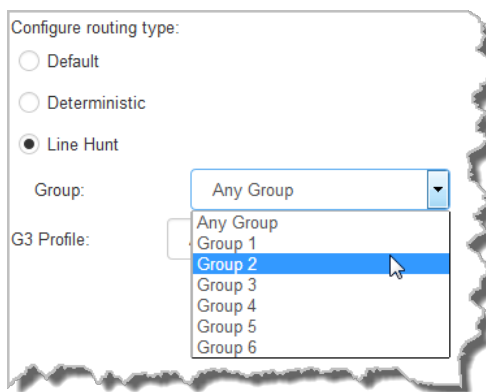 Configure routing type:
Default
Deterministic
Line Hunt
Group: Any Group
Any Group
G3 Profile:
Group 1
Group 2
Group 3
Group 4
Group 5
Group 6